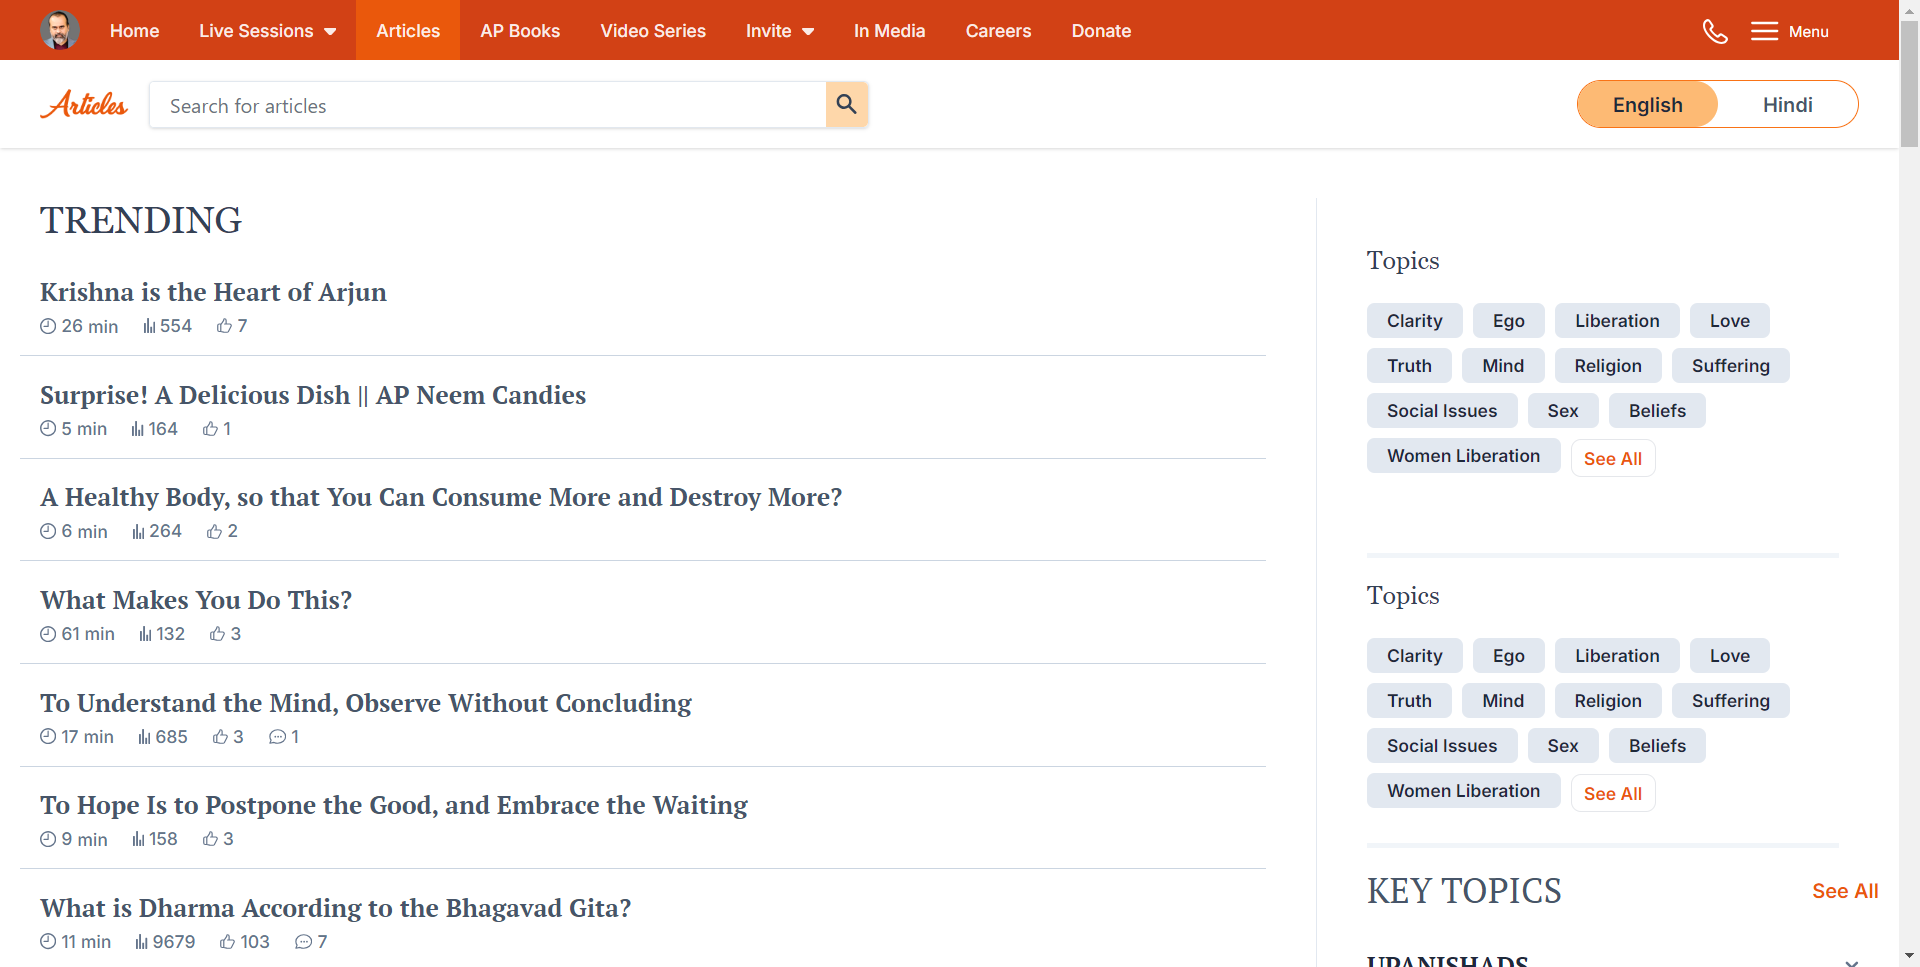 Home Live Sessions Articles AP Books Video Series Invite In Media Careers Donate Menu
Articles Search for articles English Hindi
TRENDING
Krishna is the Heart of Arjun
26 min 554 7
Surprise! A Delicious Dish || AP Neem Candies
5 min 164 1
A Healthy Body, so that You Can Consume More and Destroy More?
6 min 264 2
What Makes You Do This?
61 min 132 3
To Understand the Mind, Observe Without Concluding
17 min 685 3 1
To Hope Is to Postpone the Good, and Embrace the Waiting
9 min 158 3
What is Dharma According to the Bhagavad Gita?
11 min 9679 103 7
Topics
Clarity Ego Liberation Love
Truth Mind Religion Suffering
Social Issues Sex Beliefs
Women Liberation See All
Topics
Clarity Ego Liberation Love
Truth Mind Religion Suffering
Social Issues Sex Beliefs
Women Liberation See All
KEY TOPICS See All
UPANISHADS